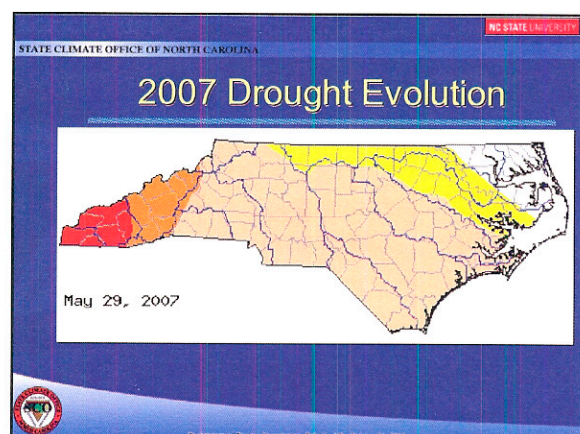 NC STATE UNIVERSITY
STATE CLIMATE OFFICE OF NORTH CAROLINA
2007 Drought Evolution
May 29, 2007